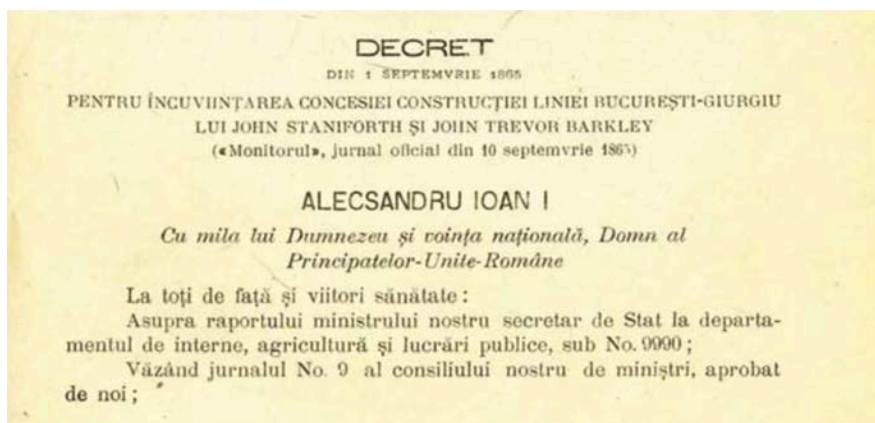 DECRET
DIN 1 SEPTEMVRIE 1865
PENTRU ÎNCUVIINȚAREA CONCESIEI CONSTRUCȚIEI LINIEI BUCUREȘTI-GIURGIU
LUI JOHN STANIFORTH ȘI JOHN TREVOR BARKLEY
(«Monitorul», jurnal oficial din 10 septemvrie 1865)
ALECSANDRU IOAN I
Cu mila lui Dumnezeu și voința națională, Domn al
Principatelor-Unite-Române
La toți de față și viitori sănătate :
Asupra raportului ministrului nostru secretar de Stat la departa-
mentul de interne, agricultură și lucrări publice, sub No. 9990 ;
Văzând jurnalul No. 9 al consiliului nostru de miniștri, aprobat
de noi ;